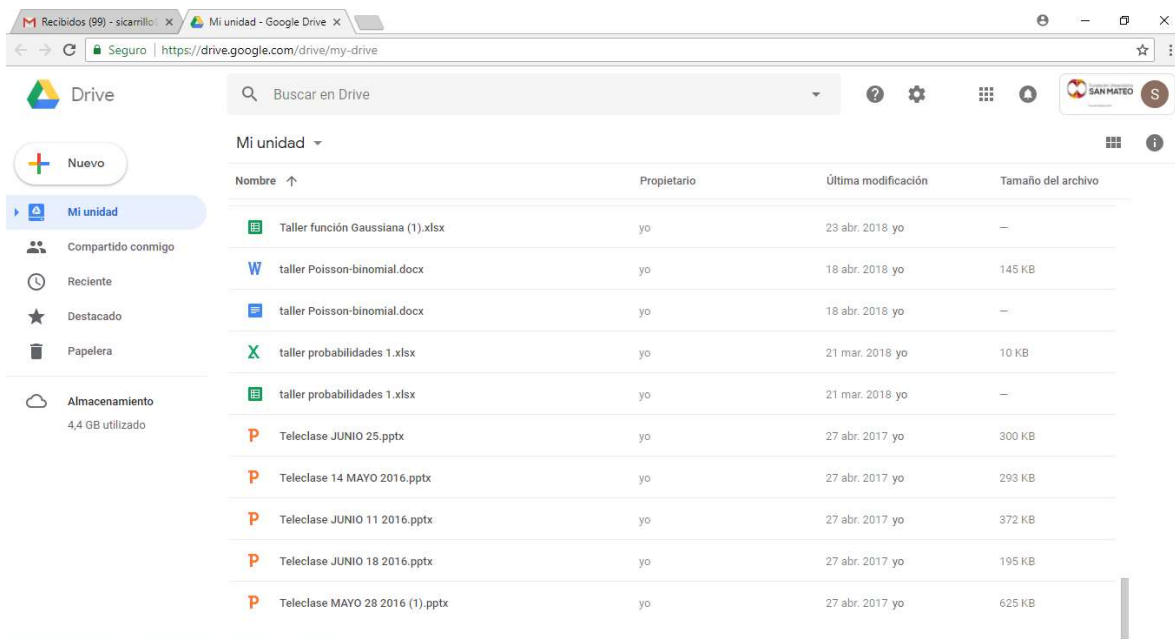 Recibidos (99) - sicarrillo
Mi unidad - Google Drive
Seguro https://drive.google.com/drive/my-drive
Drive
Buscar en Drive
SAN MATEO
S
Mi unidad
Nuevo
Nombre Propietario Última modificación Tamaño del archivo
Mi unidad
Compartido conmigo
Reciente
Destacado
Papelera
Almacenamiento
4,4 GB utilizado
Taller función Gaussiana (1).xlsx yo 23 abr. 2018 yo —
W taller Poisson-binomial.docx yo 18 abr. 2018 yo 145 KB
taller Poisson-binomial.docx yo 18 abr. 2018 yo —
X taller probabilidades 1.xlsx yo 21 mar. 2018 yo 10 KB
taller probabilidades 1.xlsx yo 21 mar. 2018 yo —
P Teleclase JUNIO 25.pptx yo 27 abr. 2017 yo 300 KB
P Teleclase 14 MAYO 2016.pptx yo 27 abr. 2017 yo 293 KB
P Teleclase JUNIO 11 2016.pptx yo 27 abr. 2017 yo 372 KB
P Teleclase JUNIO 18 2016.pptx yo 27 abr. 2017 yo 195 KB
P Teleclase MAYO 28 2016 (1).pptx yo 27 abr. 2017 yo 625 KB